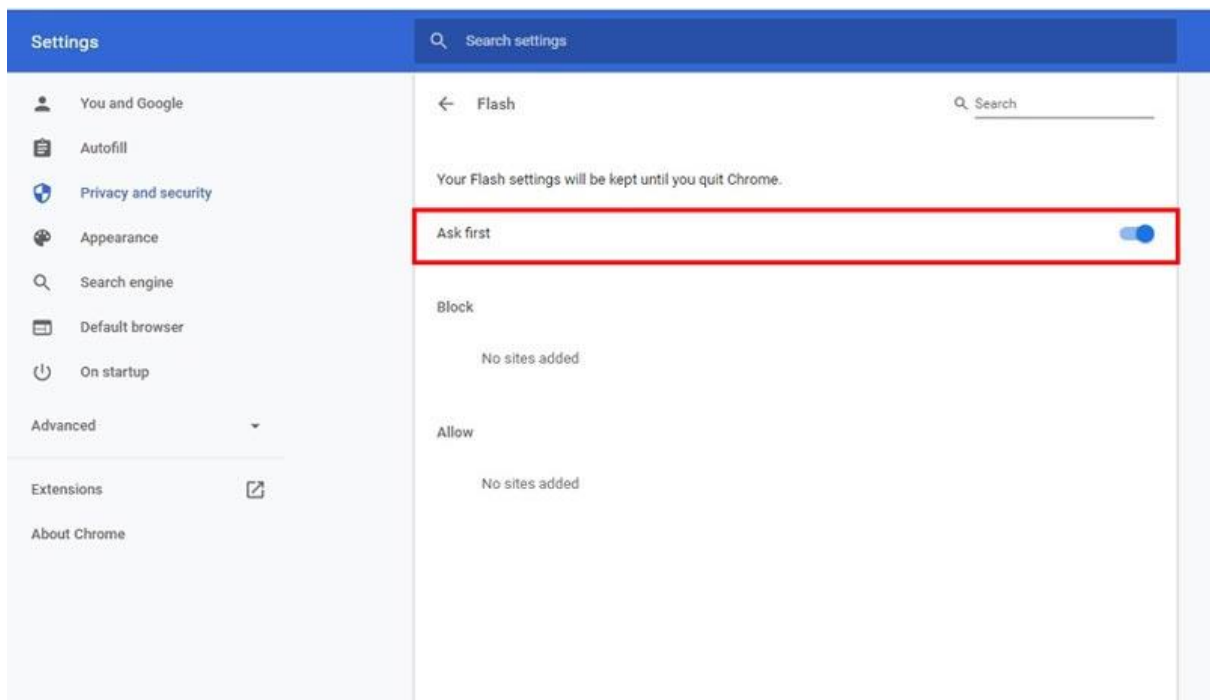 Settings
Search settings
You and Google
Autofill
Privacy and security
Appearance
Search engine
Default browser
On startup
Advanced
Extensions
About Chrome
Flash
Search
Your Flash settings will be kept until you quit Chrome.
Ask first
Block
No sites added
Allow
No sites added